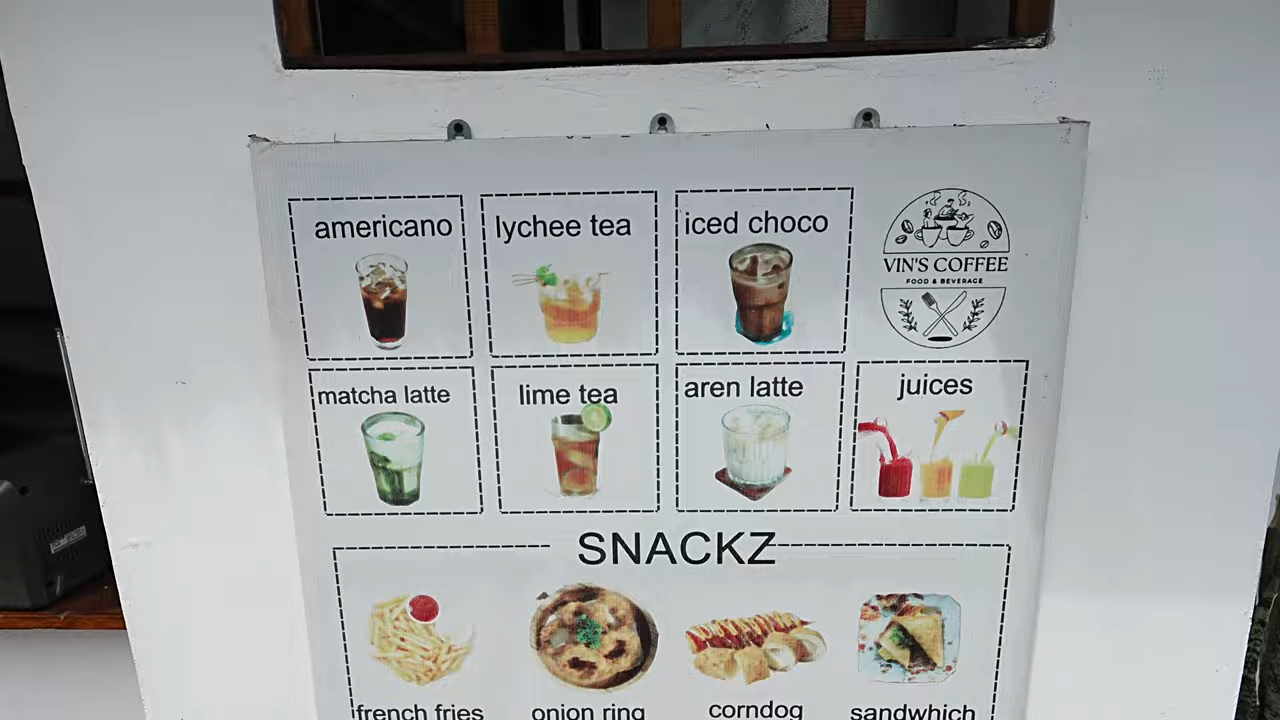 americano
lychee tea
iced choco
VIN'S COFFEE
FOOD & BEVERAGE
matcha latte
lime tea
aren latte
juices
SNACKZ
french fries
onion ring
corndog
sandwhich